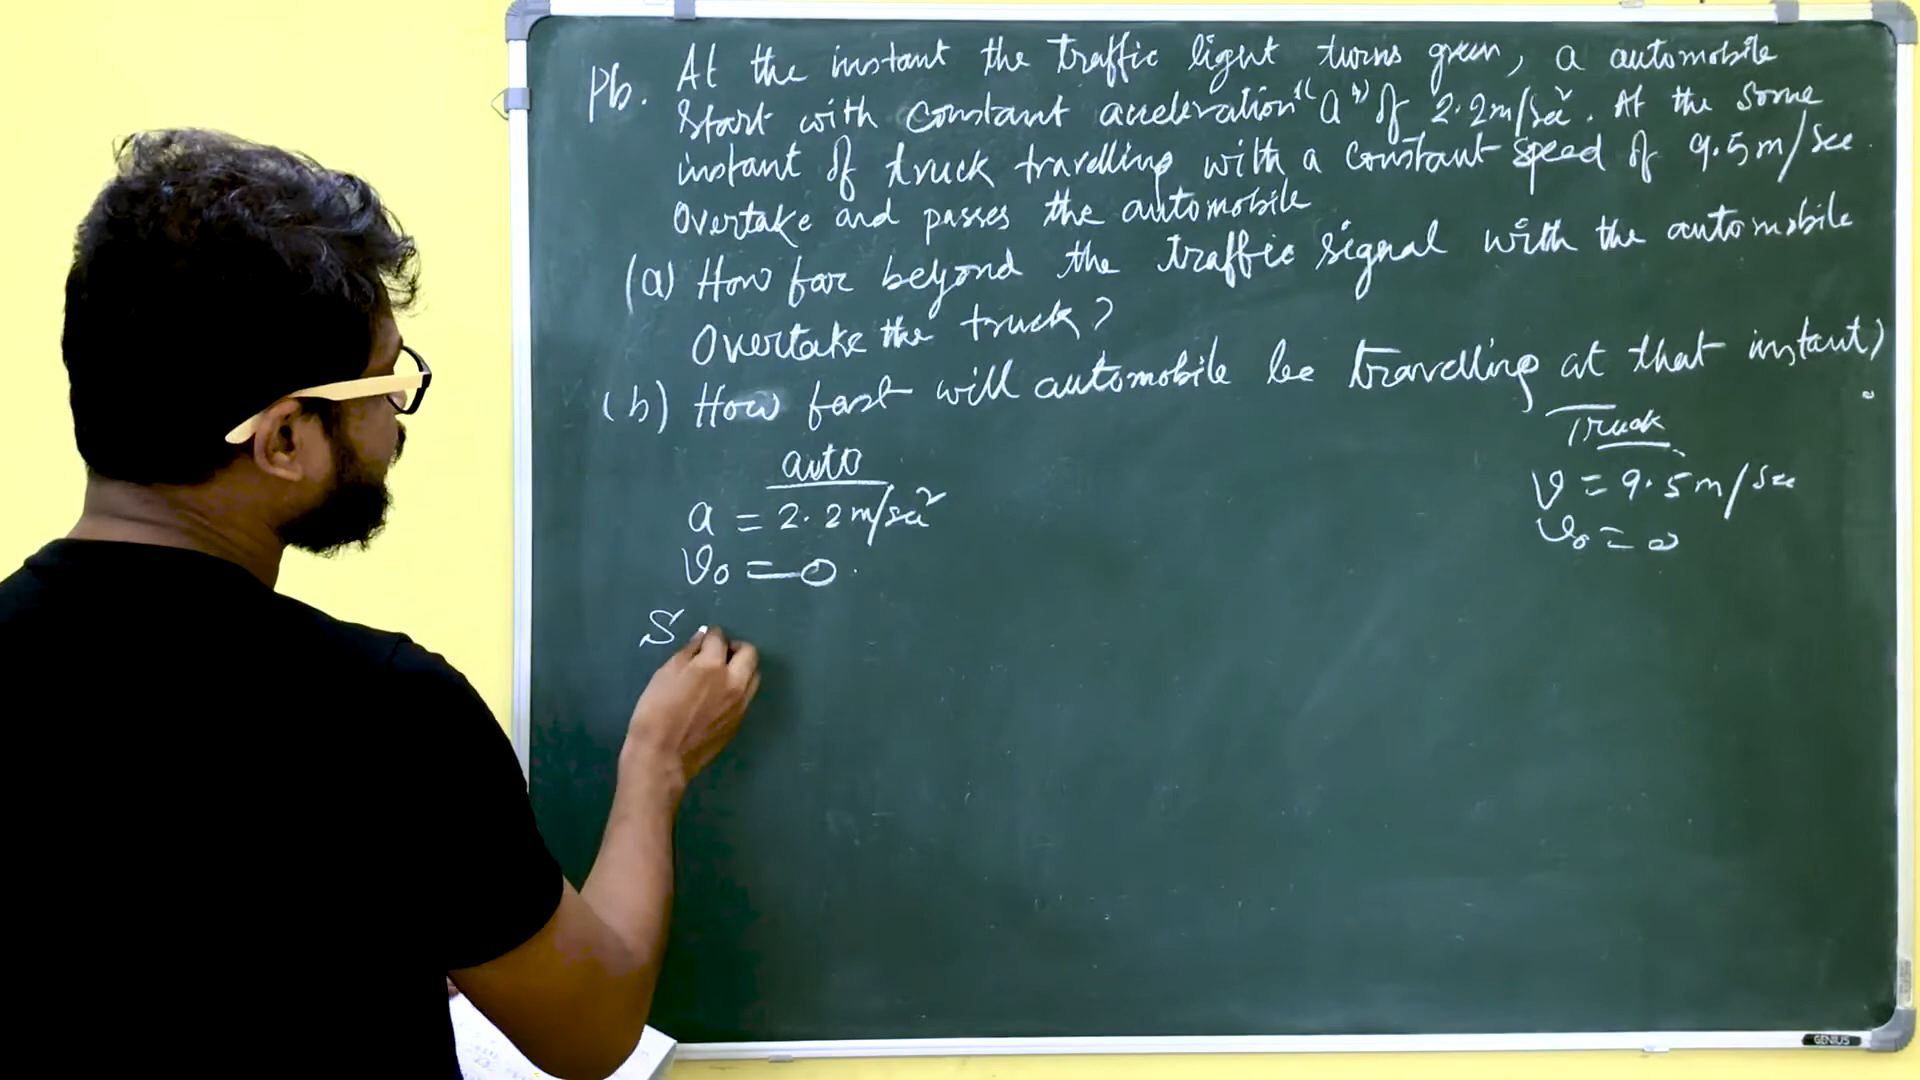 Pb. At the instant the traffic light turns green, a automobile
start with constant acceleration "a" of 2.2m/sec². At the same
instant of truck travelling with a constant speed of 9.5m/sec.
Overtake and passes the automobile
(a) How far beyond the traffic signal with the automobile
Overtake the truck?
(b) How fast will automobile be travelling at that instant)
auto
a = 2.2m/sec²
v₀ = 0
S
Truck
v = 9.5m/sec
v₀ = 0
GENIUS